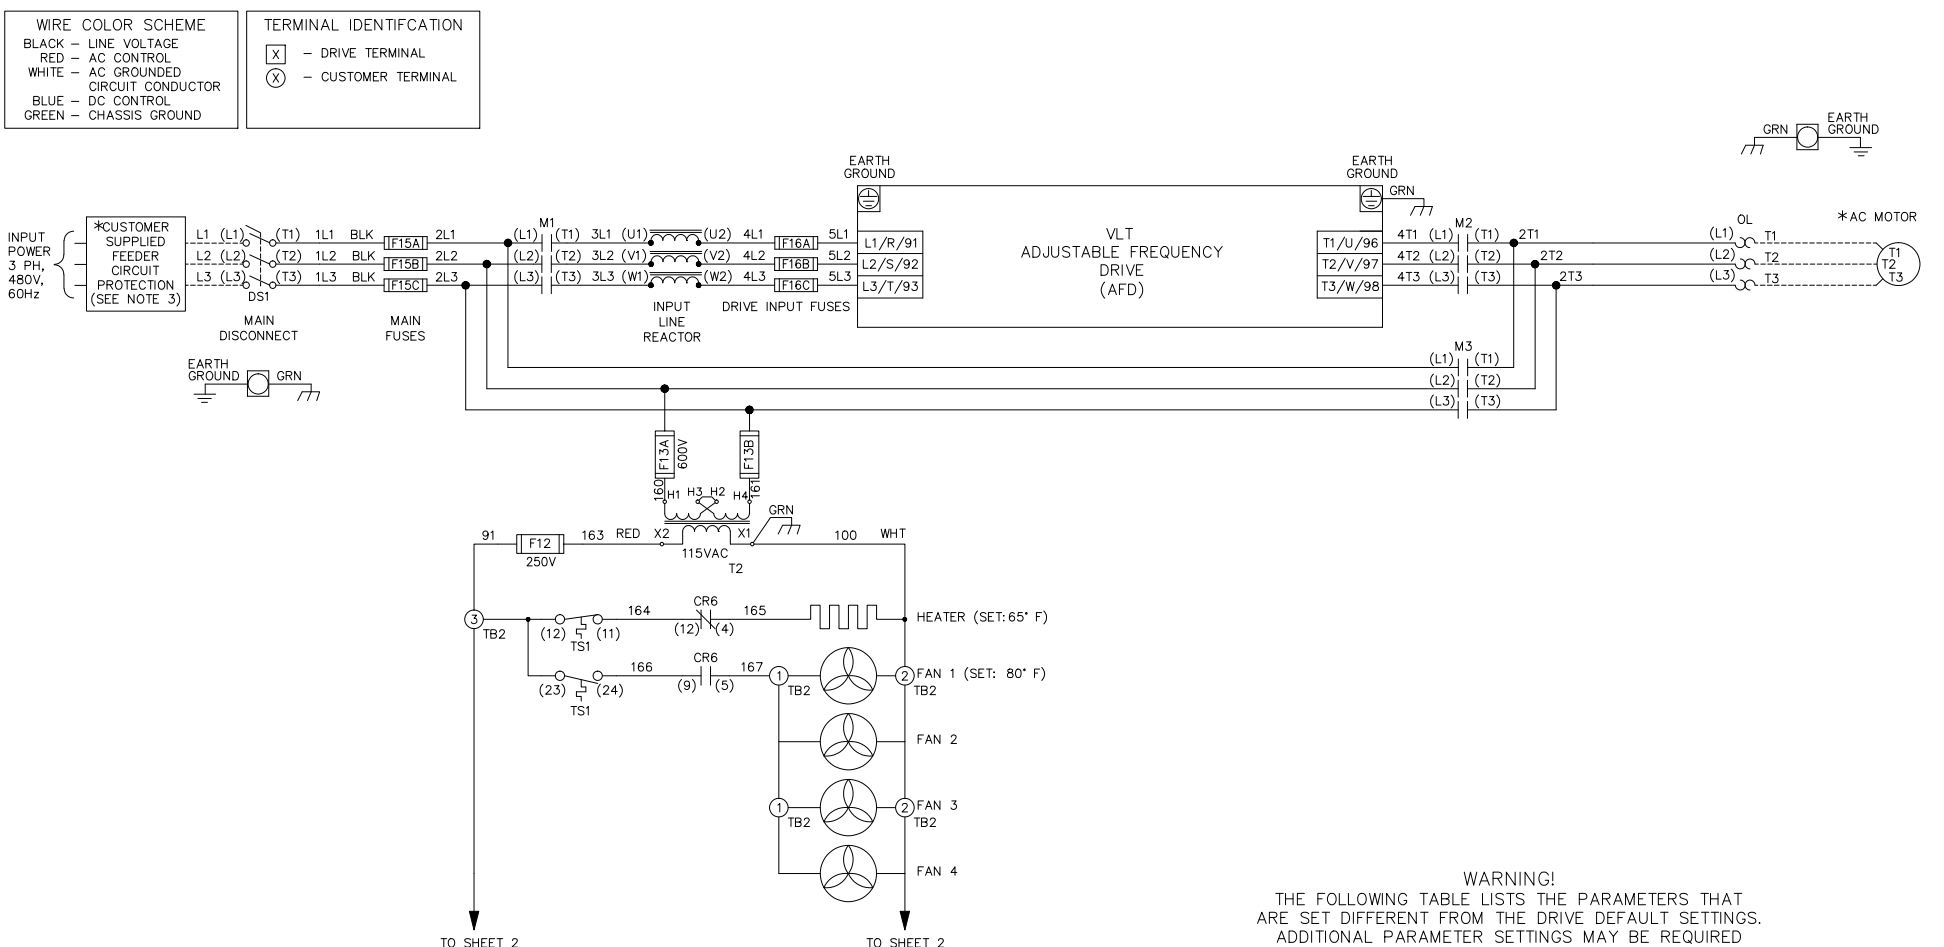 WIRE COLOR SCHEME
BLACK – LINE VOLTAGE
RED – AC CONTROL
WHITE – AC GROUNDED
CIRCUIT CONDUCTOR
BLUE – DC CONTROL
GREEN – CHASSIS GROUND
TERMINAL IDENTIFCATION
X – DRIVE TERMINAL
X – CUSTOMER TERMINAL
GRN EARTH
GROUND
EARTH
GROUND
EARTH
GROUND
GRN
INPUT
POWER
3 PH,
480V,
60Hz
*CUSTOMER
SUPPLIED
FEEDER
CIRCUIT
PROTECTION
(SEE NOTE 3)
L1 (L1) (T1) 1L1 BLK F15A 2L1 (L1) M1 (T1) 3L1 (U1) (U2) 4L1 F16A 5L1 L1/R/91
L2 (L2) (T2) 1L2 BLK F15B 2L2 (L2) (T2) 3L2 (V1) (V2) 4L2 F16B 5L2 L2/S/92
L3 (L3) (T3) 1L3 BLK F15C 2L3 (L3) (T3) 3L3 (W1) (W2) 4L3 F16C 5L3 L3/T/93
DS1
MAIN
DISCONNECT
MAIN
FUSES
INPUT
LINE
REACTOR
DRIVE INPUT FUSES
VLT
ADJUSTABLE FREQUENCY
DRIVE
(AFD)
T1/U/96 4T1 (L1) M2 (T1) 2T1 (L1) OL T1
T2/V/97 4T2 (L2) (T2) 2T2 (L2) T2
T3/W/98 4T3 (L3) (T3) 2T3 (L3) T3
*AC MOTOR
T1
T2
T3
EARTH
GROUND GRN
M3
(L1) (T1)
(L2) (T2)
(L3) (T3)
F13A
600V
F13B
160 H1 H3 H2 H4 161
GRN
91 F12 163 RED X2 X1 100 WHT
250V
115VAC
T2
3 TB2
(12) (11) 164 CR6 165 HEATER (SET:65° F)
TS1 (12) (4)
(23) (24) 166 CR6 167 1 2 FAN 1 (SET: 80° F)
TS1 (9) (5) TB2 TB2
FAN 2
1 2 FAN 3
TB2 TB2
FAN 4
TO SHEET 2 TO SHEET 2
WARNING!
THE FOLLOWING TABLE LISTS THE PARAMETERS THAT
ARE SET DIFFERENT FROM THE DRIVE DEFAULT SETTINGS.
ADDITIONAL PARAMETER SETTINGS MAY BE REQUIRED